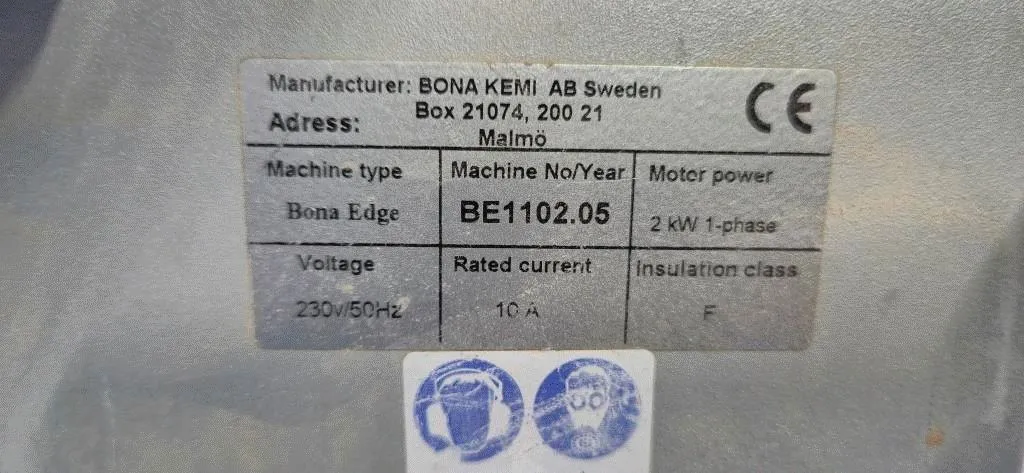 Manufacturer: BONA KEMI AB Sweden
Adress: Box 21074, 200 21
Malmö
CE
Machine type
Bona Edge
Machine No/Year
BE1102.05
Motor power
2 kW 1-phase
Voltage
230v/50Hz
Rated current
10 A
Insulation class
F